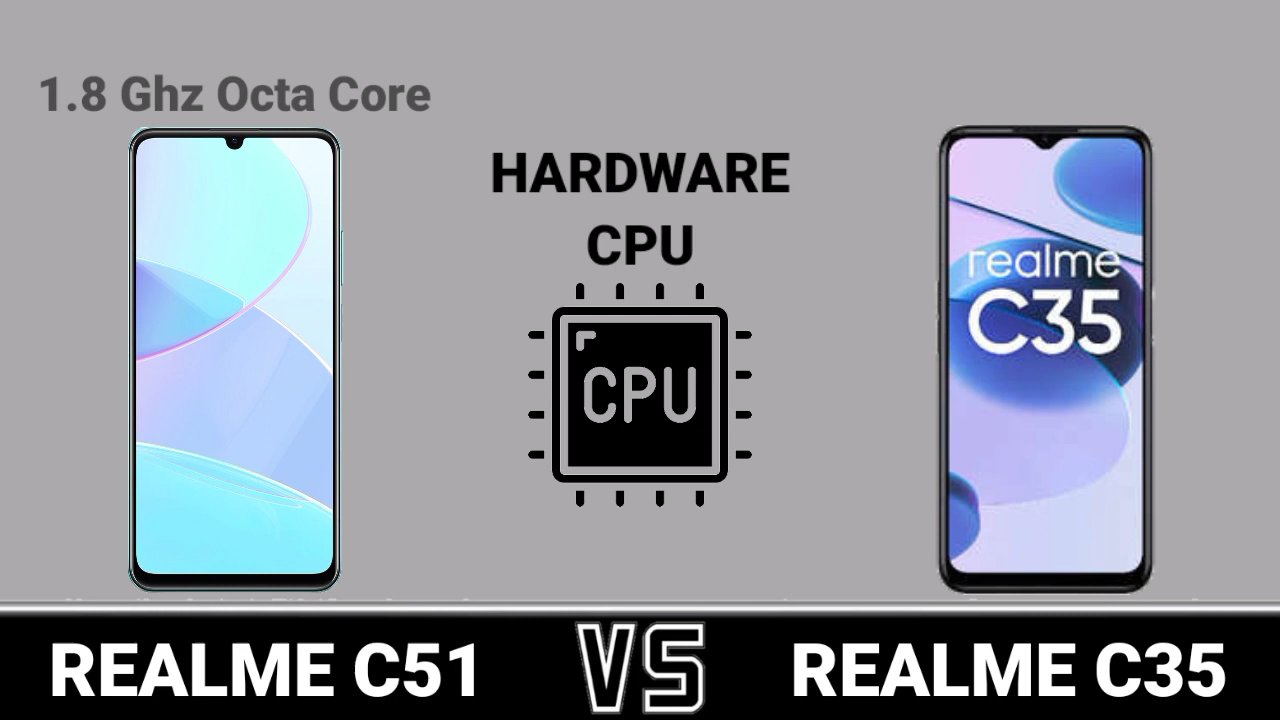 1.8 Ghz Octa Core
HARDWARE
CPU
CPU
realme
C35
REALME C51
VS
REALME C35